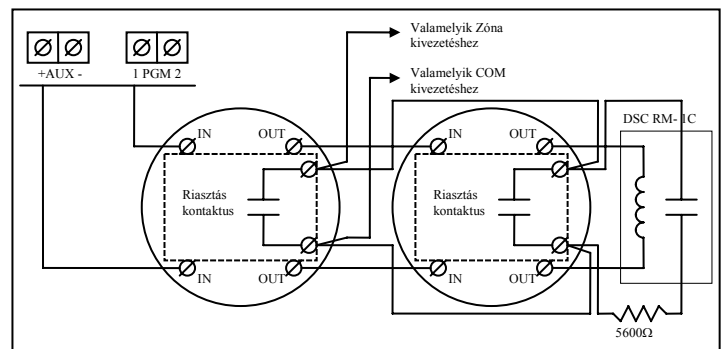 Valamelyik Zóna
kivezetéshez
+AUX -
1 PGM 2
Valamelyik COM
kivezetéshez
DSC RM- 1C
IN
OUT
IN
OUT
Riasztás
kontaktus
Riasztás
kontaktus
IN
OUT
IN
OUT
5600Ω